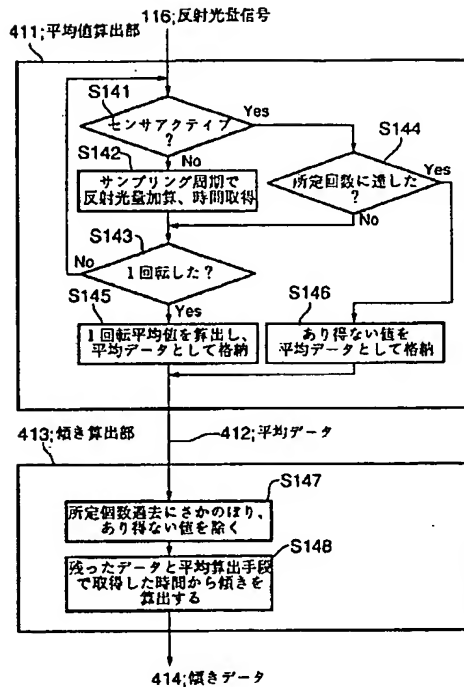 116;反射光量信号
411;平均値算出部
S141
センサアクティブ
?
Yes
No
S142
サンプリング周期で
反射光量加算、時間取得
S144
所定回数に達した
?
Yes
No
S143
1回転した?
No
Yes
S145
1回転平均値を算出し、
平均データとして格納
S146
あり得ない値を
平均データとして格納
413;傾き算出部
412;平均データ
S147
所定個数過去にさかのぼり、
あり得ない値を除く
S148
残ったデータと平均算出手段
で取得した時間から傾きを
算出する
414;傾きデータ